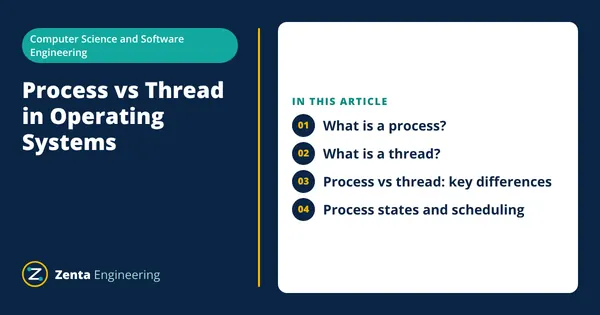 Computer Science and Software
Engineering
Process vs Thread
in Operating
Systems
Zenta Engineering
IN THIS ARTICLE
01 What is a process?
02 What is a thread?
03 Process vs thread: key differences
04 Process states and scheduling